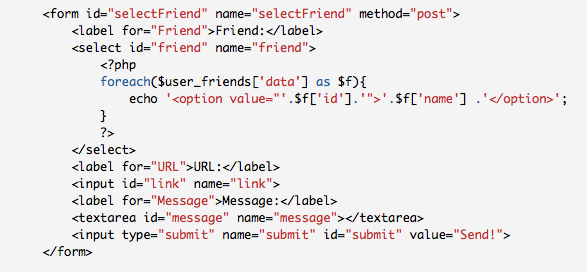 <form id="selectFriend" name="selectFriend" method="post">
<label for="Friend">Friend:</label>
<select id="friend" name="friend">
<?php
foreach($user_friends['data'] as $f){
echo '<option value="'.$f['id'].'">'.$f['name'] .'</option>';
}
?>
</select>
<label for="URL">URL:</label>
<input id="link" name="link">
<label for="Message">Message:</label>
<textarea id="message" name="message"></textarea>
<input type="submit" name="submit" id="submit" value="Send!">
</form>